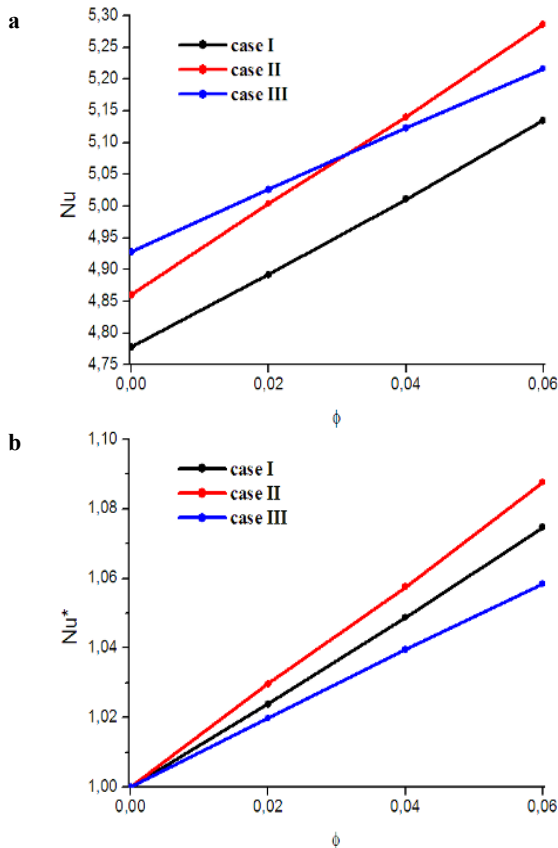 a
5,30
5,25
5,20
5,15
5,10
5,05
5,00
4,95
4,90
4,85
4,80
4,75
Nu
case I
case II
case III
0,00 0,02 0,04 0,06
ϕ
b
1,10
1,08
1,06
1,04
1,02
1,00
Nu*
case I
case II
case III
0,00 0,02 0,04 0,06
ϕ